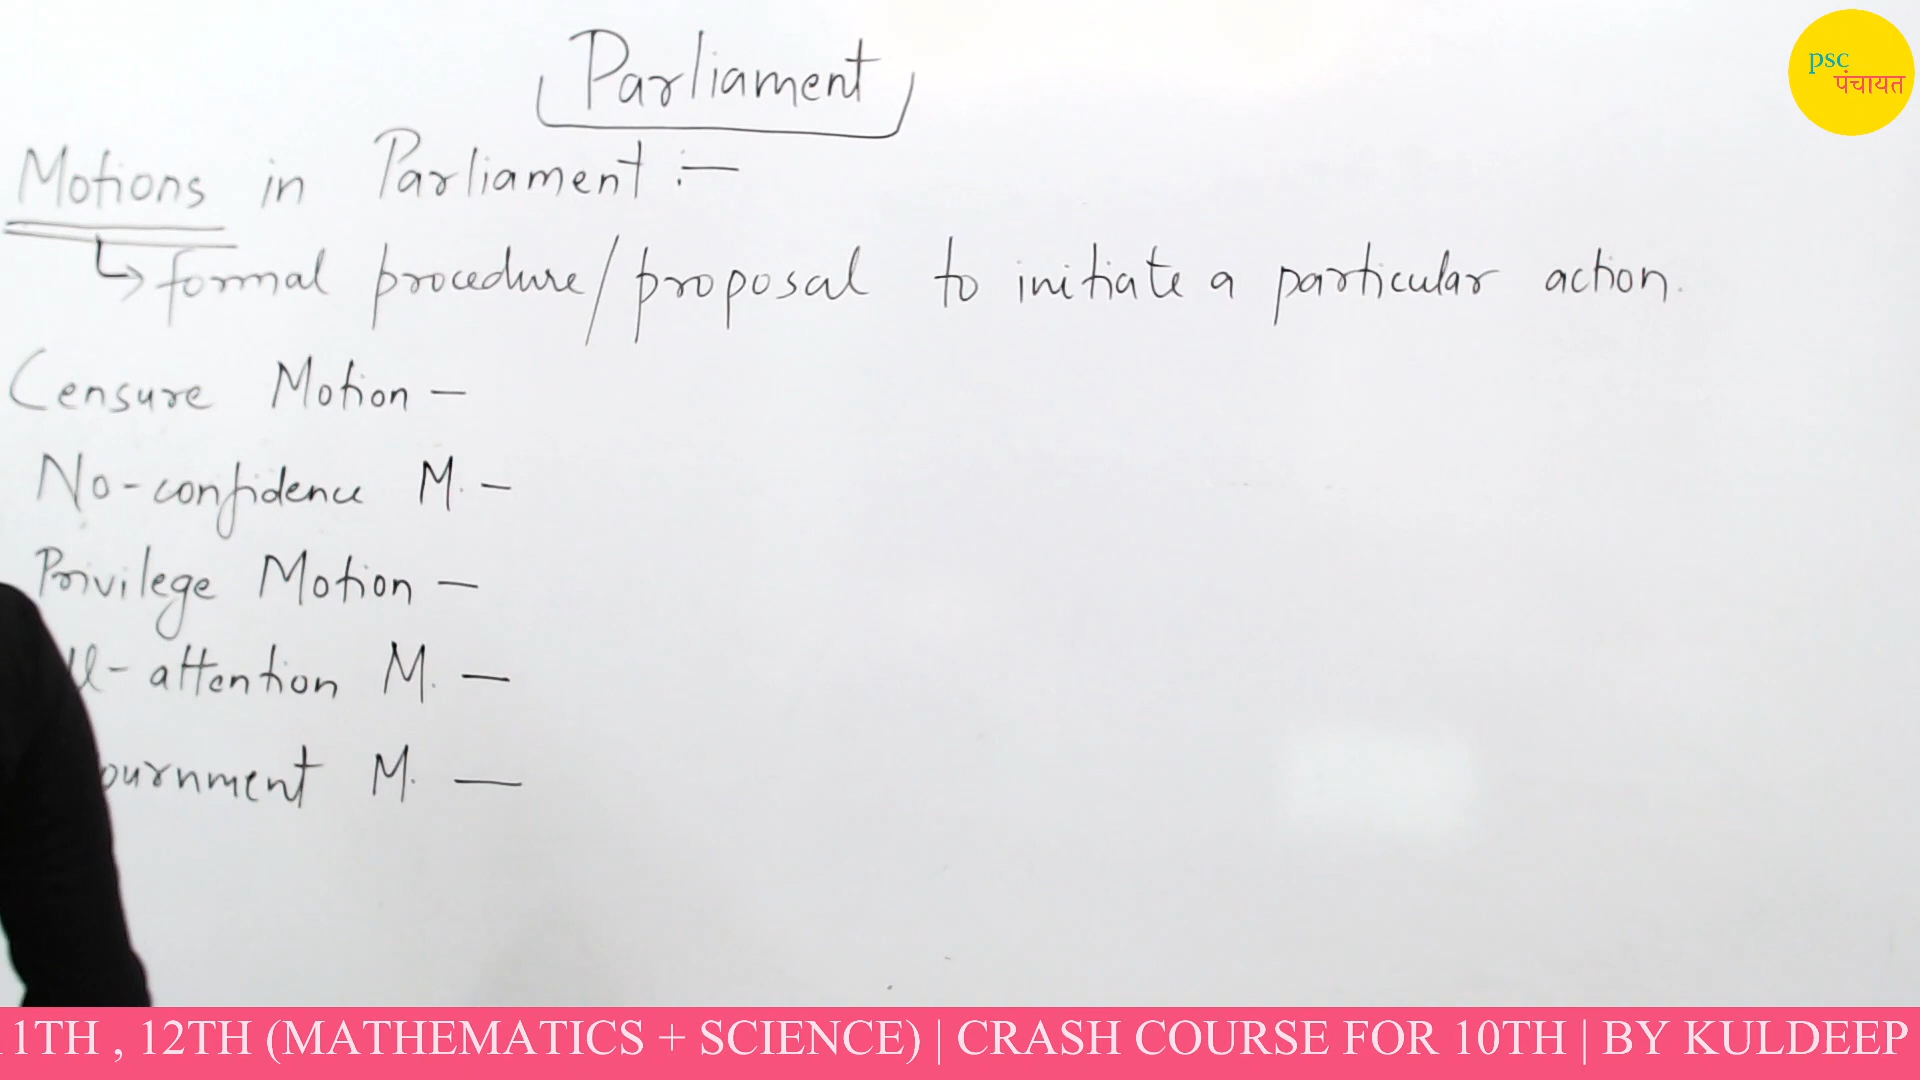 Parliament
psc
पंचायत
Motions in Parliament :-
↳ formal procedure/proposal to initiate a particular action.
Censure Motion -
No-confidence M. -
Privilege Motion -
ll-attention M. -
ournment M. -
1TH , 12TH (MATHEMATICS + SCIENCE) | CRASH COURSE FOR 10TH | BY KULDEEP